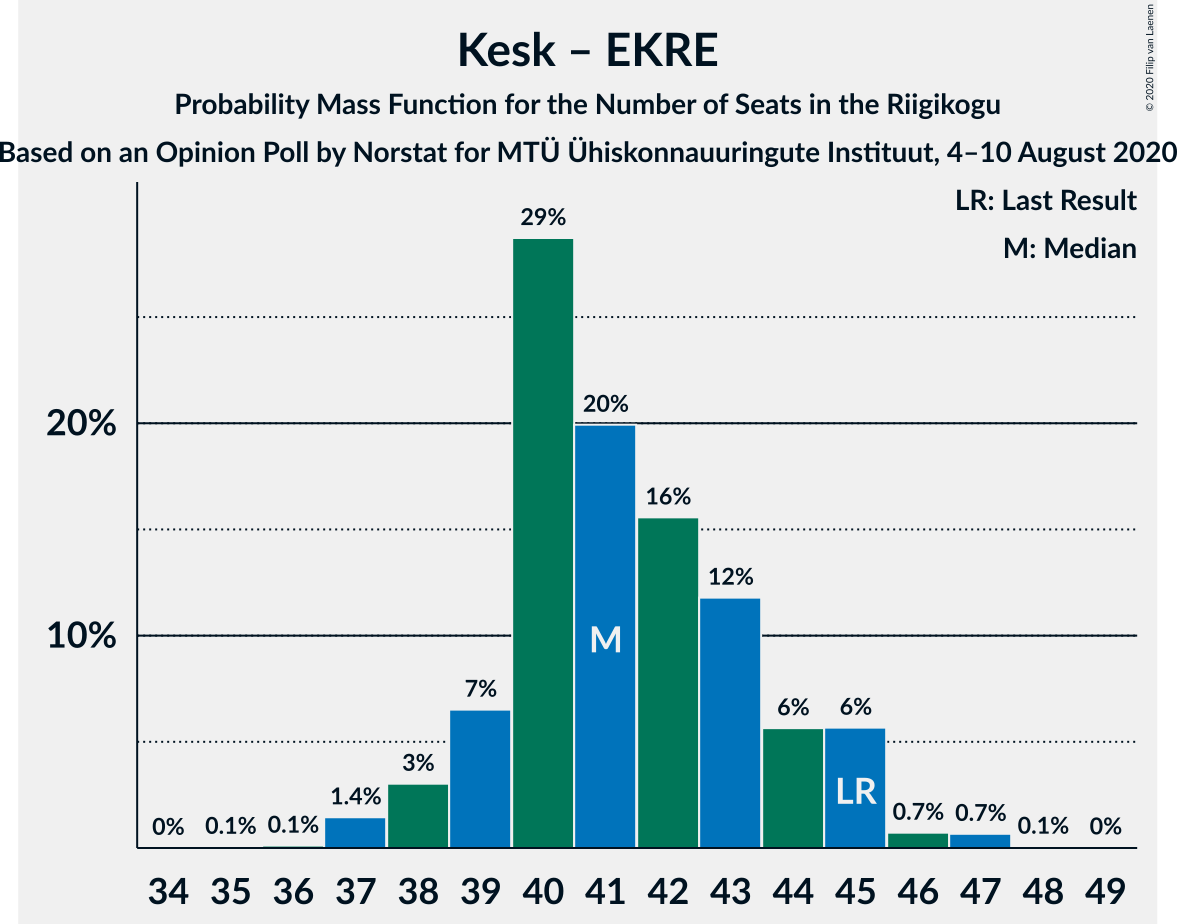 Kesk – EKRE
Probability Mass Function for the Number of Seats in the Riigikogu
Based on an Opinion Poll by Norstat for MTÜ Ühiskonnauuringute Instituut, 4–10 August 2020
© 2020 Filip van Laenen
LR: Last Result
M: Median
29%
20%
20%
16%
12%
10%
M
7%
6% 6%
3%
LR
1.4%
0% 0.1% 0.1% 0.7% 0.7% 0.1% 0%
34 35 36 37 38 39 40 41 42 43 44 45 46 47 48 49